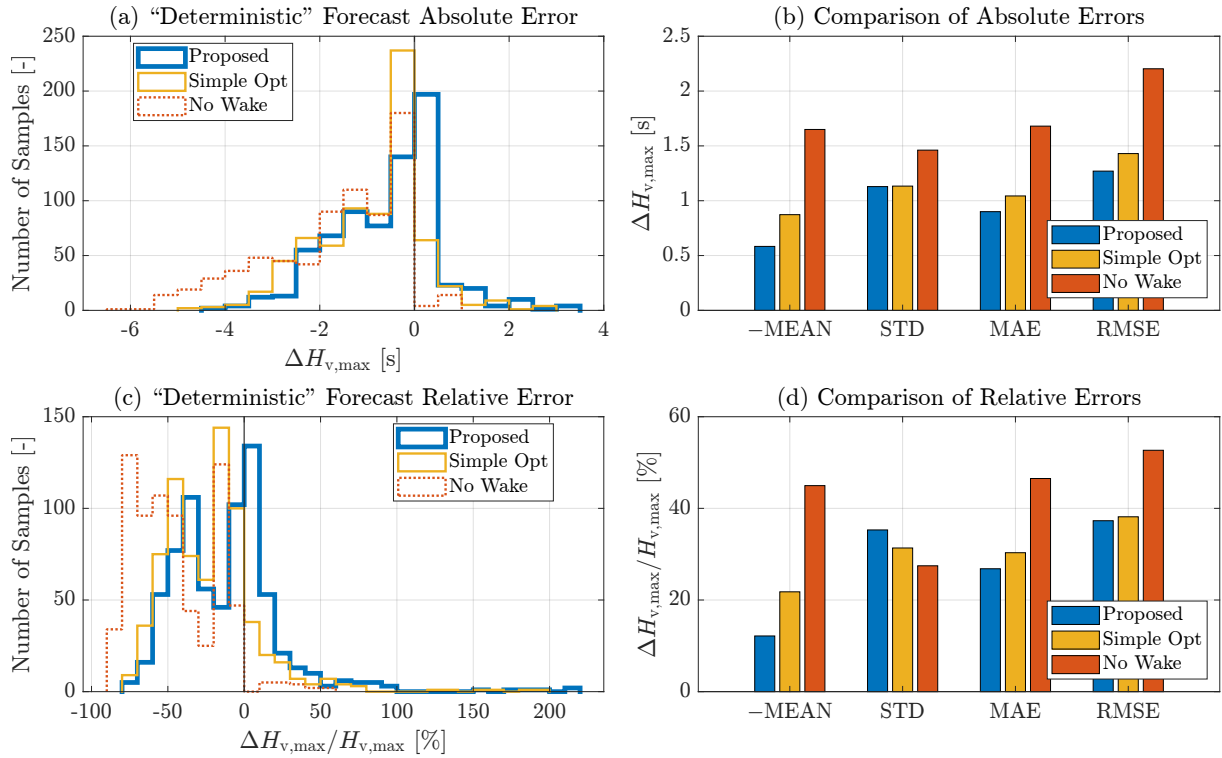 (a) “Deterministic” Forecast Absolute Error
Number of Samples [-]
250
200
150
100
50
0
-6
-4
-2
0
2
4
ΔH_v,max [s]
Proposed
Simple Opt
No Wake
(b) Comparison of Absolute Errors
ΔH_v,max [s]
2.5
2
1.5
1
0.5
0
−MEAN
STD
MAE
RMSE
Proposed
Simple Opt
No Wake
(c) “Deterministic” Forecast Relative Error
Number of Samples [-]
150
100
50
0
-100
-50
0
50
100
150
200
ΔH_v,max/H_v,max [%]
Proposed
Simple Opt
No Wake
(d) Comparison of Relative Errors
ΔH_v,max/H_v,max [%]
60
40
20
0
−MEAN
STD
MAE
RMSE
Proposed
Simple Opt
No Wake